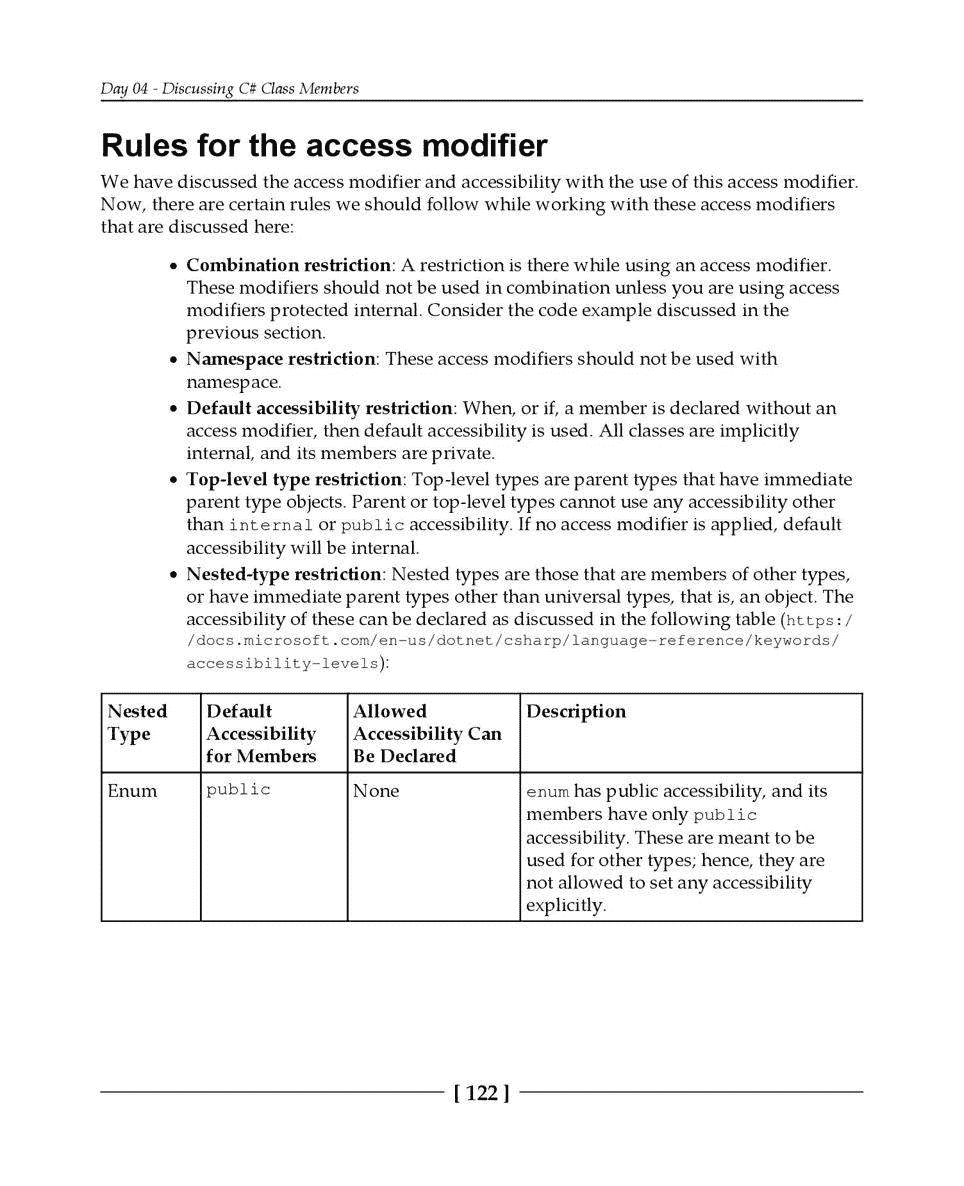 Day 04 - Discussing C# Class Members
Rules for the access modifier
We have discussed the access modifier and accessibility with the use of this access modifier.
Now, there are certain rules we should follow while working with these access modifiers
that are discussed here:
• Combination restriction: A restriction is there while using an access modifier.
These modifiers should not be used in combination unless you are using access
modifiers protected internal. Consider the code example discussed in the
previous section.
• Namespace restriction: These access modifiers should not be used with
namespace.
• Default accessibility restriction: When, or if, a member is declared without an
access modifier, then default accessibility is used. All classes are implicitly
internal, and its members are private.
• Top-level type restriction: Top-level types are parent types that have immediate
parent type objects. Parent or top-level types cannot use any accessibility other
than internal or public accessibility. If no access modifier is applied, default
accessibility will be internal.
• Nested-type restriction: Nested types are those that are members of other types,
or have immediate parent types other than universal types, that is, an object. The
accessibility of these can be declared as discussed in the following table (https:/
/docs.microsoft.com/en-us/dotnet/csharp/language-reference/keywords/
accessibility-levels):
Nested
Type
Default
Accessibility
for Members
Allowed
Accessibility Can
Be Declared
Description
Enum
public
None
enum has public accessibility, and its
members have only public
accessibility. These are meant to be
used for other types; hence, they are
not allowed to set any accessibility
explicitly.
[ 122 ]